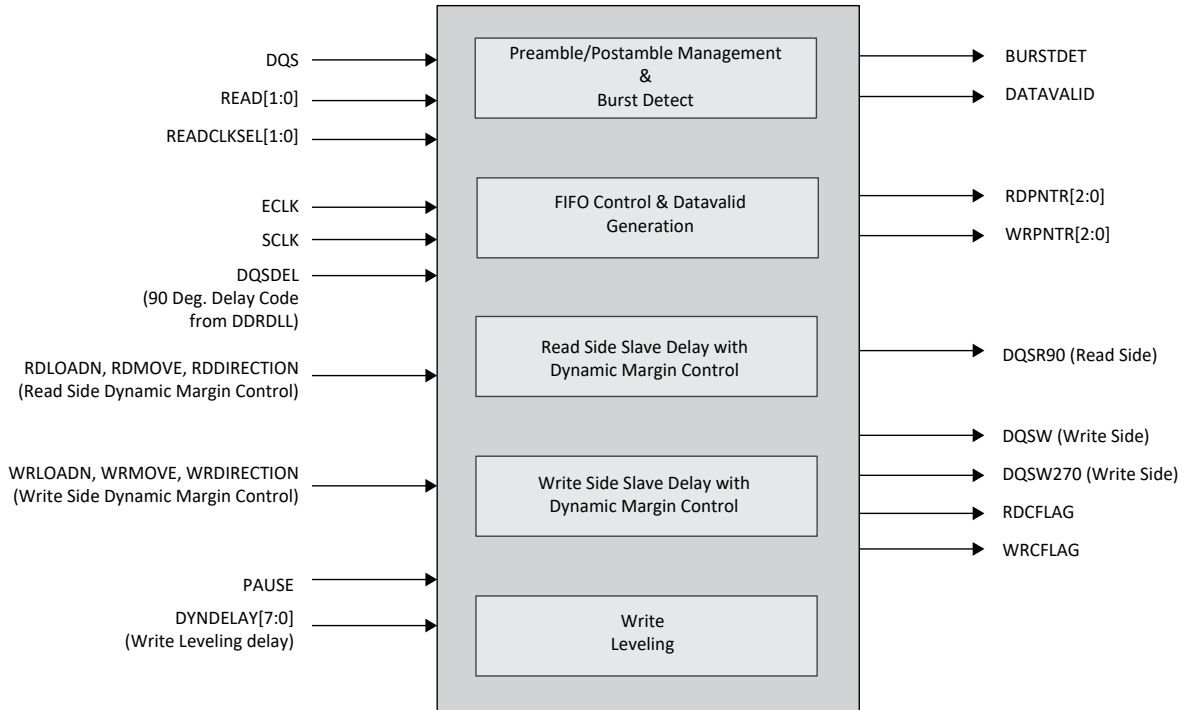 DQS
READ[1:0]
READCLKSEL[1:0]
ECLK
SCLK
DQSDEL
(90 Deg. Delay Code
from DDRDLL)
RDLOADN, RDMOVE, RDDIRECTION
(Read Side Dynamic Margin Control)
WRLOADN, WRMOVE, WRDIRECTION
(Write Side Dynamic Margin Control)
PAUSE
DYNDELAY[7:0]
(Write Leveling delay)
Preamble/Postamble Management
&
Burst Detect
FIFO Control & Datavalid
Generation
Read Side Slave Delay with
Dynamic Margin Control
Write Side Slave Delay with
Dynamic Margin Control
Write
Leveling
BURSTDET
DATAVALID
RDPNTR[2:0]
WRPNTR[2:0]
DQSR90 (Read Side)
DQSW (Write Side)
DQSW270 (Write Side)
RDCFLAG
WRCFLAG